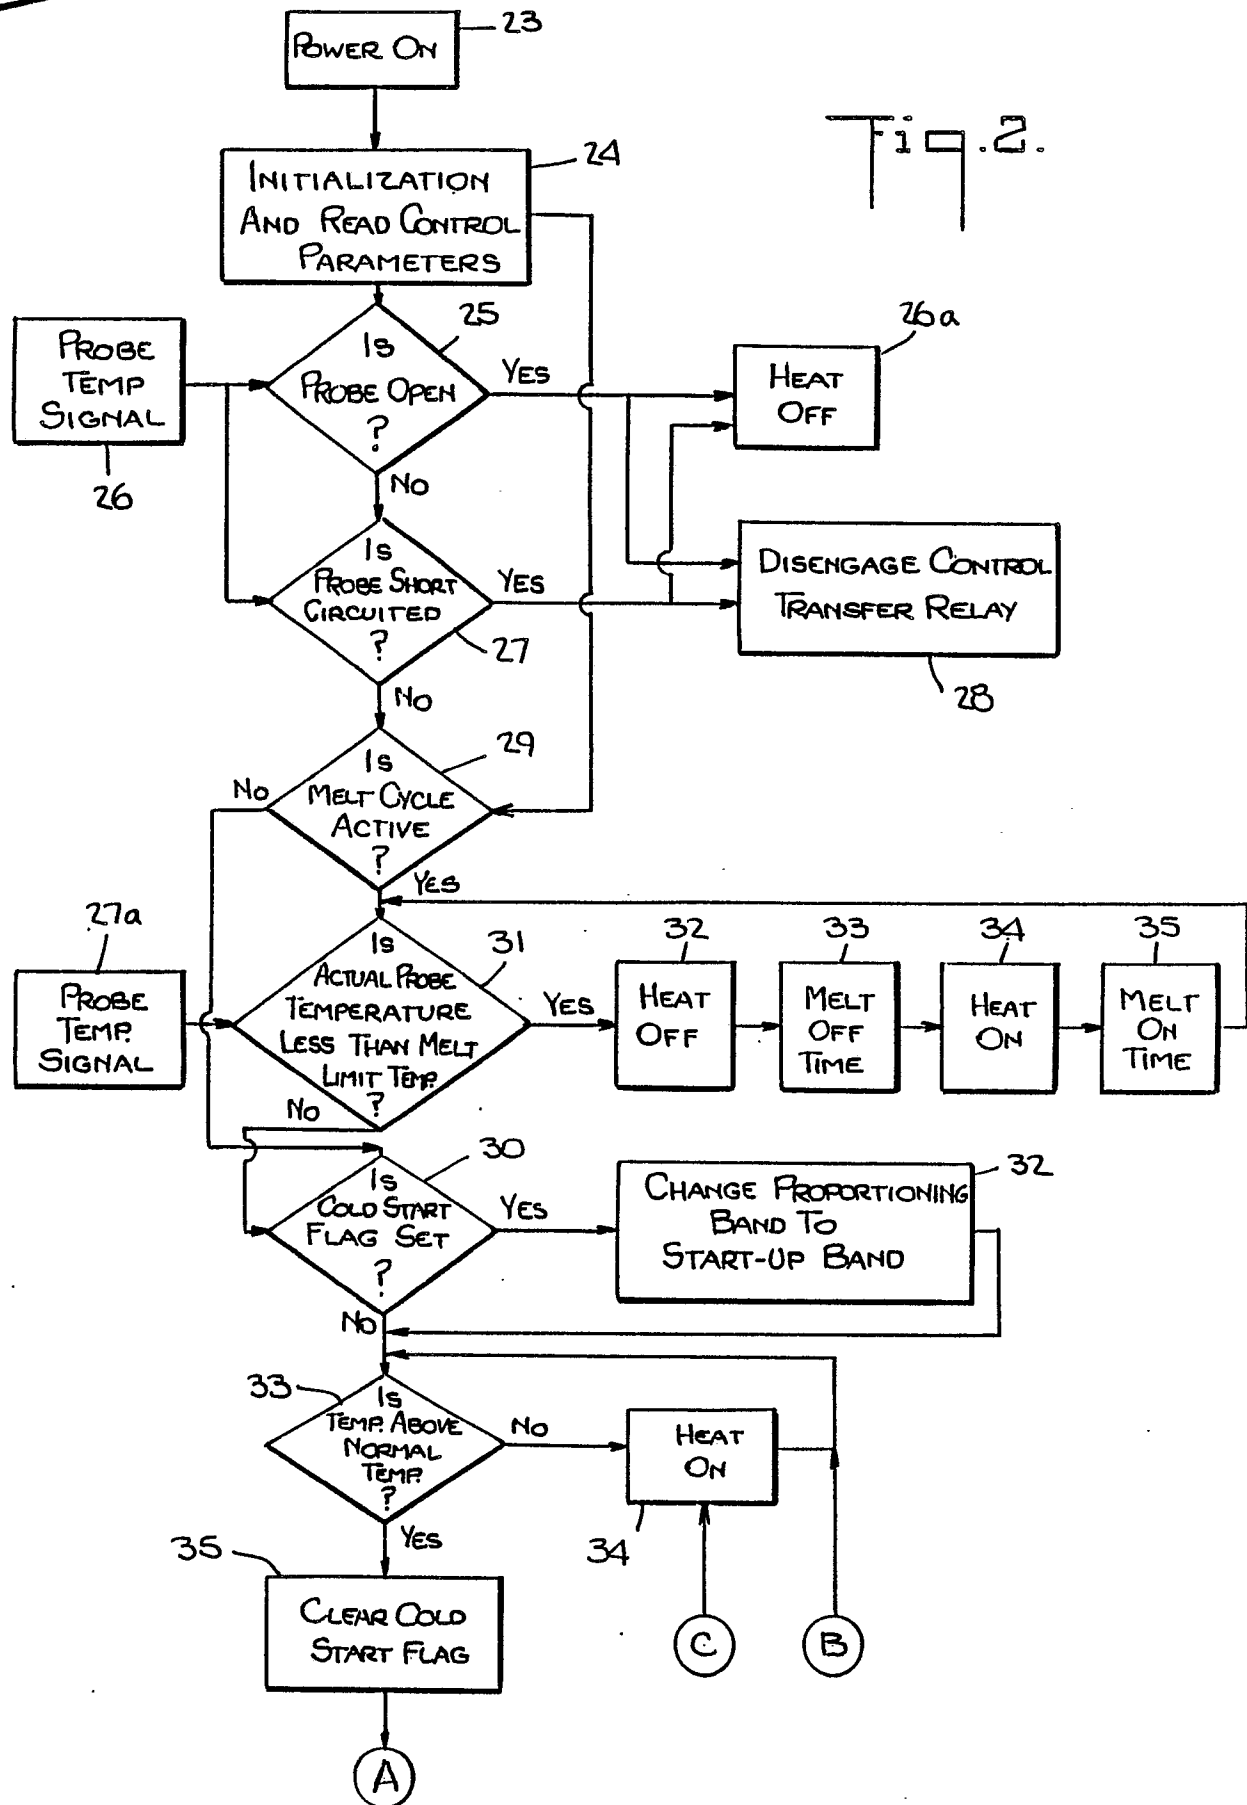 23
POWER ON
Fig.2.
24
INITIALIZATION
AND READ CONTROL
PARAMETERS
25
26a
PROBE
TEMP
SIGNAL
26
IS
PROBE OPEN
?
YES
HEAT
OFF
NO
IS
PROBE SHORT
CIRCUITED
?
YES
27
DISENGAGE CONTROL
TRANSFER RELAY
28
NO
29
IS
MELT CYCLE
ACTIVE
?
NO
YES
27a
PROBE
TEMP.
SIGNAL
31
IS
ACTUAL PROBE
TEMPERATURE
LESS THAN MELT
LIMIT TEMP.
?
YES
32
HEAT
OFF
33
MELT
OFF
TIME
34
HEAT
ON
35
MELT
ON
TIME
NO
30
IS
COLD START
FLAG SET
?
YES
32
CHANGE PROPORTIONING
BAND TO
START-UP BAND
NO
33
IS
TEMP. ABOVE
NORMAL
TEMP.
?
NO
HEAT
ON
34
YES
35
CLEAR COLD
START FLAG
C
B
A